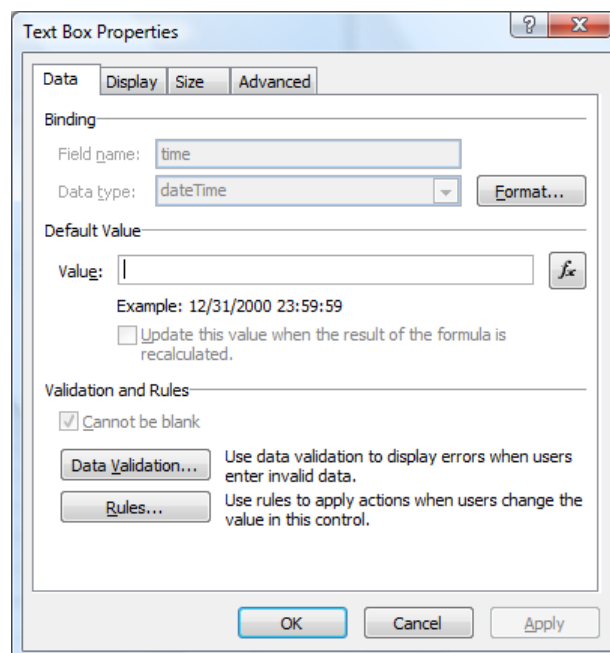 Text Box Properties
?
X
Data
Display
Size
Advanced
Binding
Field name:
time
Data type:
dateTime
Format...
Default Value
Value:
fx
Example: 12/31/2000 23:59:59
Update this value when the result of the formula is
recalculated.
Validation and Rules
Cannot be blank
Data Validation...
Use data validation to display errors when users
enter invalid data.
Rules...
Use rules to apply actions when users change the
value in this control.
OK
Cancel
Apply